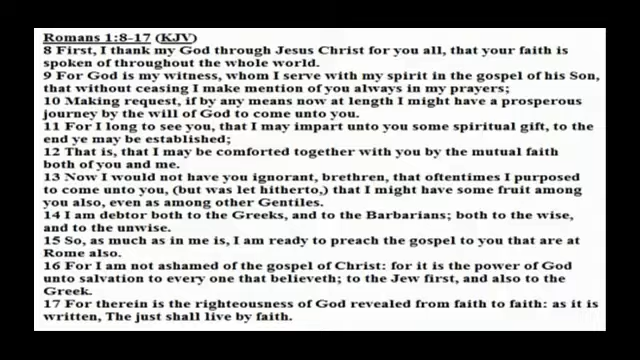 Romans 1:8-17 (KJV)
8 First, I thank my God through Jesus Christ for you all, that your faith is
spoken of throughout the whole world.
9 For God is my witness, whom I serve with my spirit in the gospel of his Son,
that without ceasing I make mention of you always in my prayers;
10 Making request, if by any means now at length I might have a prosperous
journey by the will of God to come unto you.
11 For I long to see you, that I may impart unto you some spiritual gift, to the
end ye may be established;
12 That is, that I may be comforted together with you by the mutual faith
both of you and me.
13 Now I would not have you ignorant, brethren, that oftentimes I purposed
to come unto you, (but was let hitherto,) that I might have some fruit among
you also, even as among other Gentiles.
14 I am debtor both to the Greeks, and to the Barbarians; both to the wise,
and to the unwise.
15 So, as much as in me is, I am ready to preach the gospel to you that are at
Rome also.
16 For I am not ashamed of the gospel of Christ: for it is the power of God
unto salvation to every one that believeth; to the Jew first, and also to the
Greek.
17 For therein is the righteousness of God revealed from faith to faith: as it is
written, The just shall live by faith.